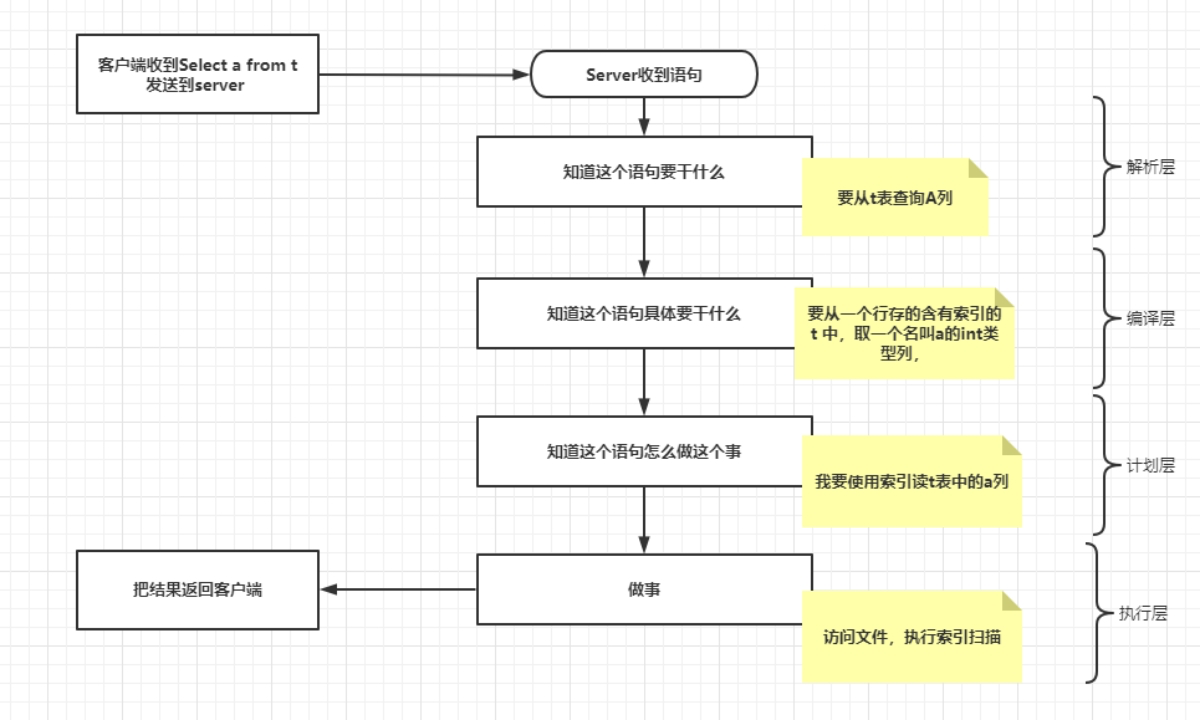 客户端收到Select a from t
发送到server
Server收到语句
知道这个语句要干什么
要从t表查询A列
解析层
知道这个语句具体要干什么
要从一个行存的含有索引的
t 中，取一个名叫a的int类
型列，
编译层
知道这个语句怎么做这个事
我要使用索引读t表中的a列
计划层
做事
访问文件，执行索引扫描
执行层
把结果返回客户端